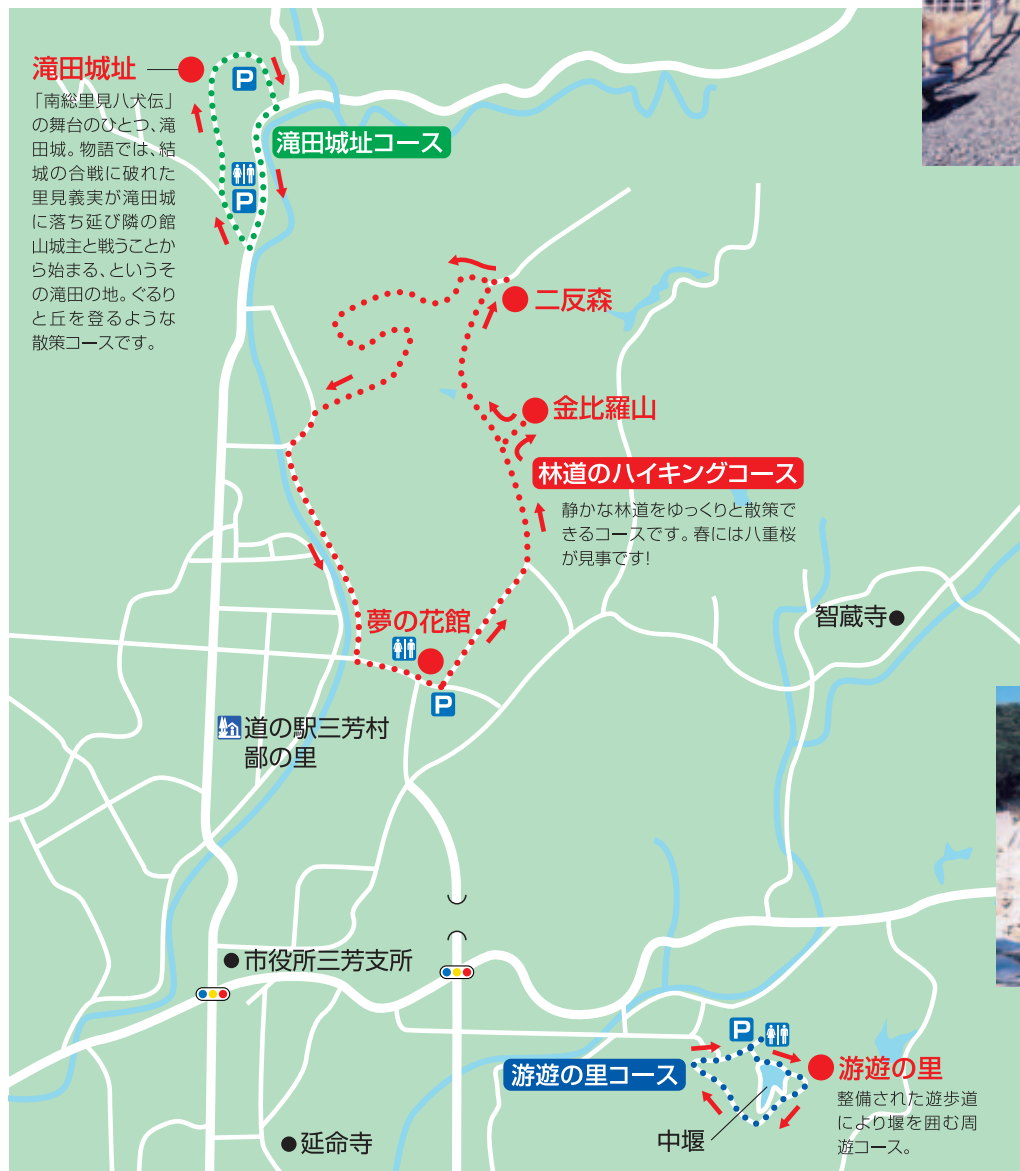 滝田城址
「南総里見八犬伝」
の舞台のひとつ、滝
田城。物語では、結
城の合戦に破れた
里見義実が滝田城
に落ち延び隣の館
山城主と戦うことか
ら始まる、というそ
の滝田の地。ぐるり
と丘を登るような
散策コースです。
P
滝田城址コース
P
二反森
金比羅山
林道のハイキングコース
静かな林道をゆっくりと散策で
きるコースです。春には八重桜
が見事です!
夢の花館
P
智蔵寺
道の駅三芳村
鄙の里
市役所三芳支所
P
游遊の里コース
游遊の里
整備された遊歩道
により堰を囲む周
遊コース。
中堰
延命寺